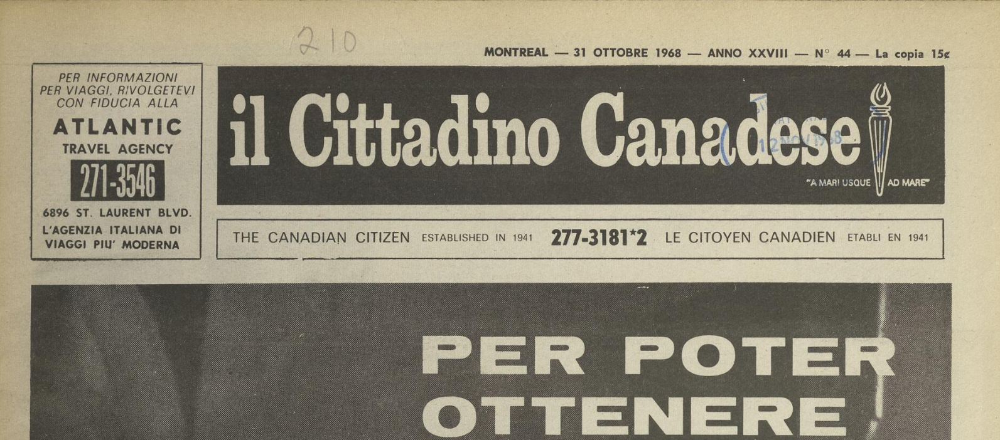 210
MONTREAL — 31 OTTOBRE 1968 — ANNO XXVIII — N° 44 — La copia 15¢
PER INFORMAZIONI
PER VIAGGI, RIVOLGETEVI
CON FIDUCIA ALLA
ATLANTIC
TRAVEL AGENCY
271-3546
6896 ST. LAURENT BLVD.
L'AGENZIA ITALIANA DI
VIAGGI PIU' MODERNA
il Cittadino Canadese
12 NOV 1968
"A MARI USQUE AD MARE"
THE CANADIAN CITIZEN ESTABLISHED IN 1941 277-3181*2 LE CITOYEN CANADIEN ETABLI EN 1941
PER POTER
OTTENERE